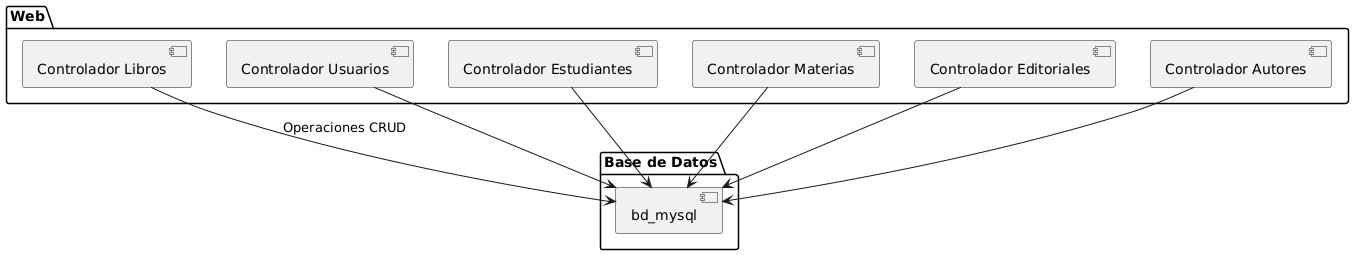 Web
Controlador Libros
Controlador Usuarios
Controlador Estudiantes
Controlador Materias
Controlador Editoriales
Controlador Autores
Operaciones CRUD
Base de Datos
bd_mysql